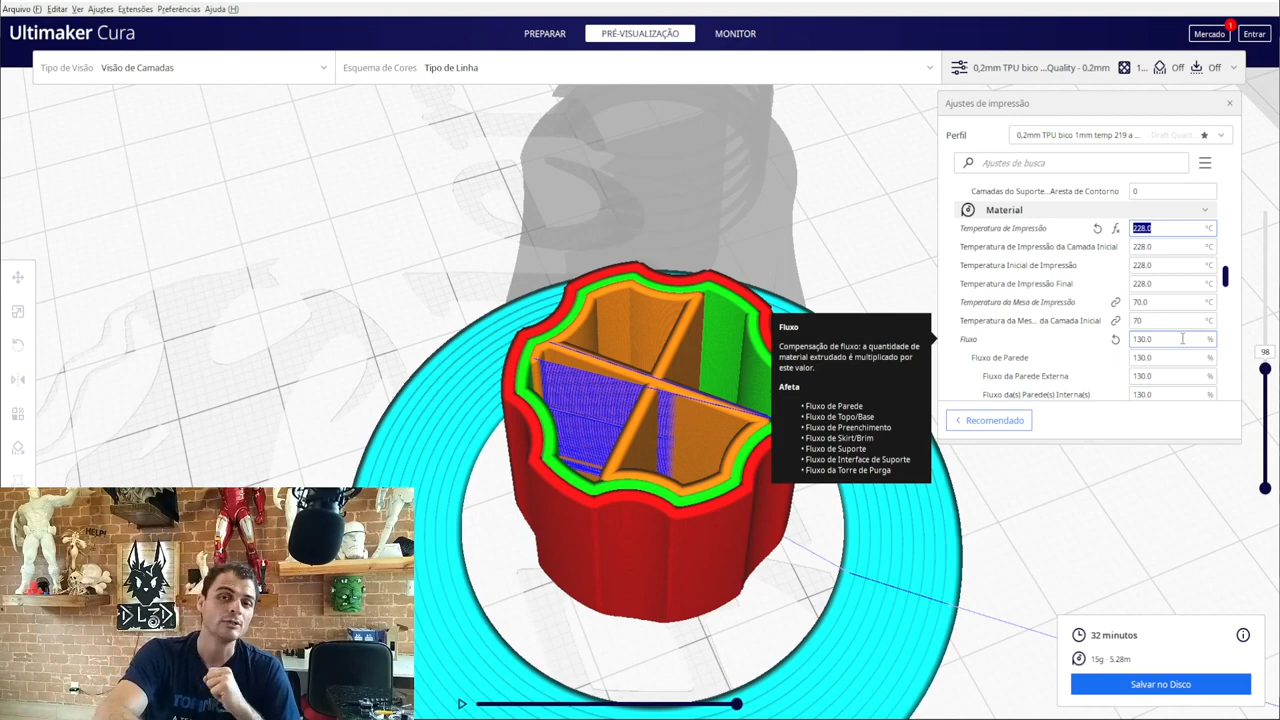 Arquivo (F) Editar Ver Ajustes Extensões Preferências Ajuda (H)
Ultimaker Cura
PREPARAR PRÉ-VISUALIZAÇÃO MONITOR
1
Mercado Entrar
Tipo de Visão Visão de Camadas
Esquema de Cores Tipo de Linha
0,2mm TPU bico ...Quality - 0.2mm 1... Off Off
Ajustes de impressão ×
Perfil 0,2mm TPU bico 1mm temp 219 a ... Draft Quali...
Ajustes de busca
Camadas do Suporte...Aresta de Contorno 0
Material
Temperatura de Impressão 228.0 °C
Temperatura de Impressão da Camada Inicial 228.0 °C
Temperatura Inicial de Impressão 228.0 °C
Temperatura de Impressão Final 228.0 °C
Temperatura da Mesa de Impressão 70.0 °C
Temperatura da Mes... da Camada Inicial 70 °C
Fluxo 130.0 %
Fluxo de Parede 130.0 %
Fluxo da Parede Externa 130.0 %
Fluxo da(s) Parede(s) Interna(s) 130.0 %
Recomendado
Fluxo
Compensação de fluxo: a quantidade de
material extrudado é multiplicado por
este valor.
Afeta
• Fluxo de Parede
• Fluxo de Topo/Base
• Fluxo de Preenchimento
• Fluxo de Skirt/Brim
• Fluxo de Suporte
• Fluxo de Interface de Suporte
• Fluxo da Torre de Purga
98
HELP!
32 minutos
15g · 5.28m
Salvar no Disco